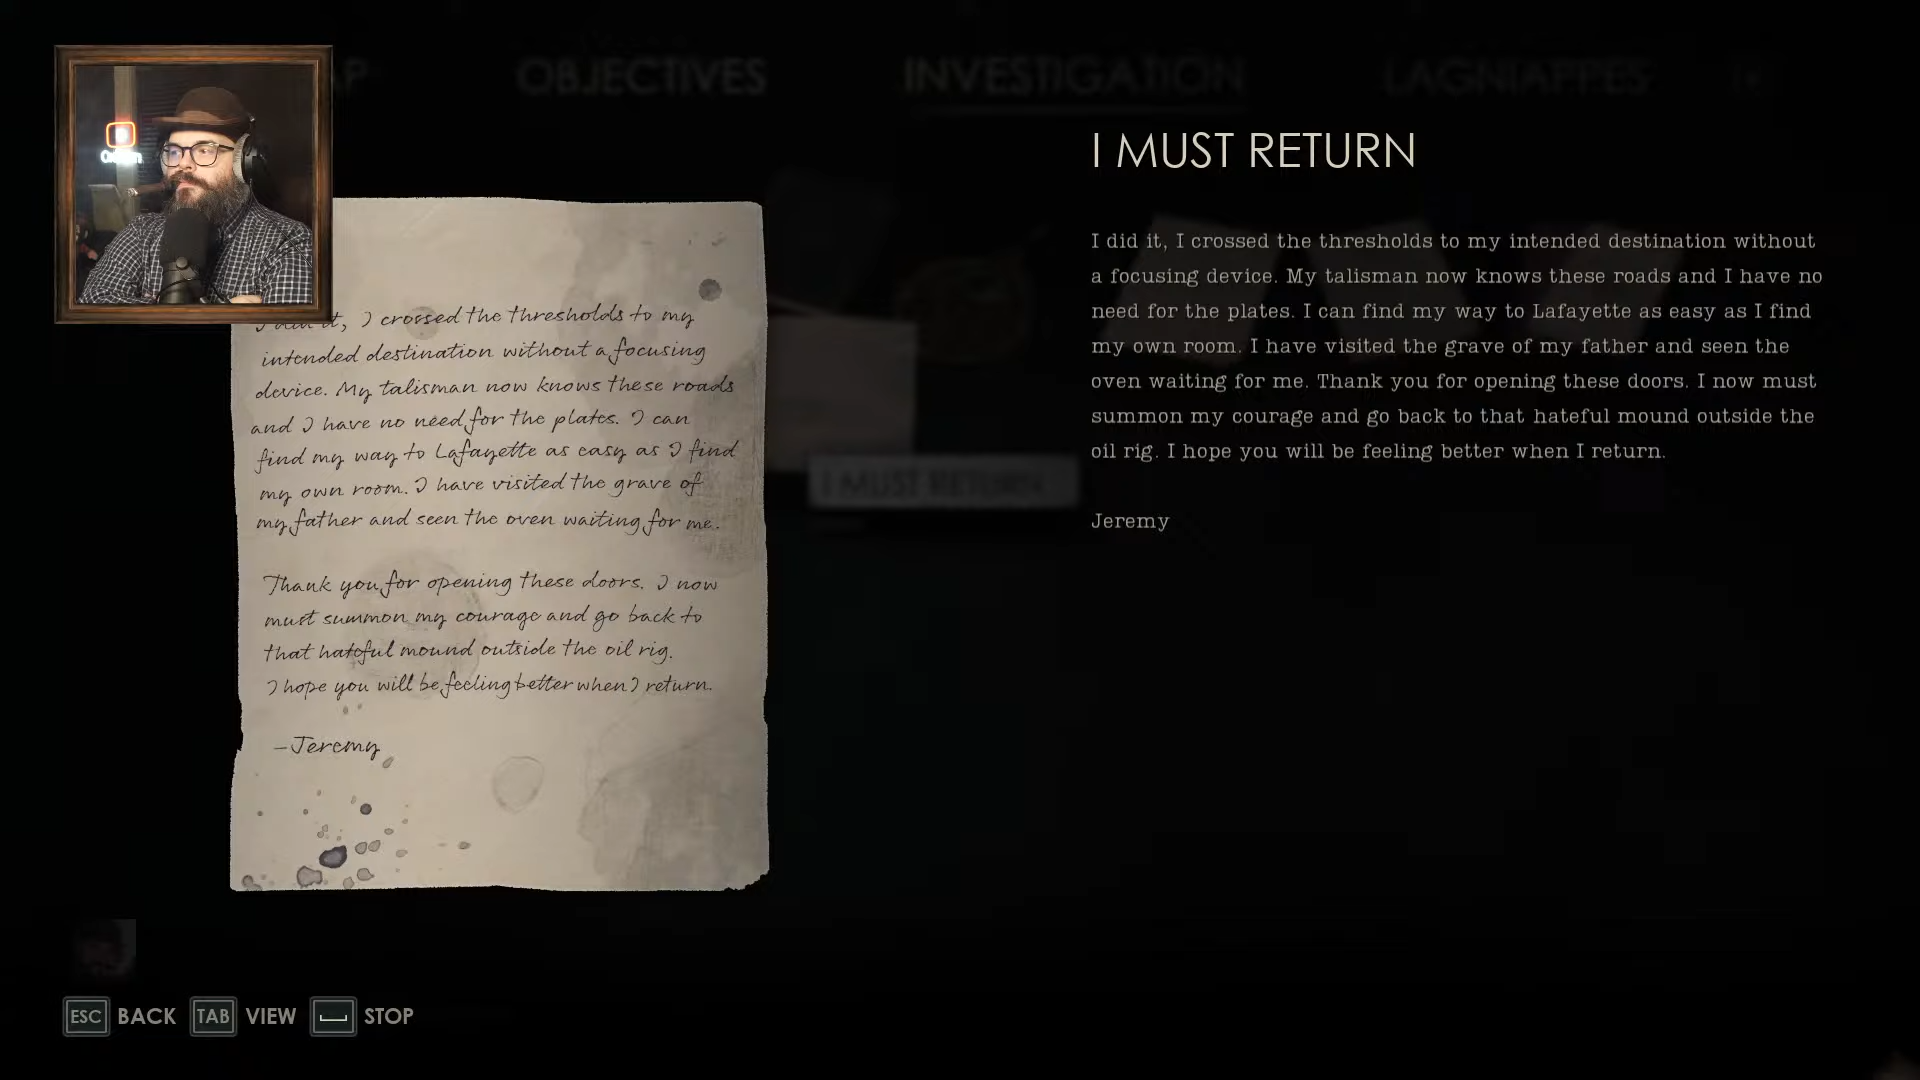 OBJECTIVES
INVESTIGATION
LAGNIAPPES
I MUST RETURN
I did it, I crossed the thresholds to my intended destination without
a focusing device. My talisman now knows these roads and I have no
need for the plates. I can find my way to Lafayette as easy as I find
my own room. I have visited the grave of my father and seen the
oven waiting for me. Thank you for opening these doors. I now must
summon my courage and go back to that hateful mound outside the
oil rig. I hope you will be feeling better when I return.
Jeremy
it, I crossed the thresholds to my
intended destination without a focusing
device. My talisman now knows these roads
and I have no need for the plates. I can
find my way to Lafayette as easy as I find
my own room. I have visited the grave of
my father and seen the oven waiting for me.
Thank you for opening these doors. I now
must summon my courage and go back to
that hateful mound outside the oil rig.
I hope you will be feeling better when I return.
–Jeremy
I MUST RETURN
ESC BACK TAB VIEW STOP